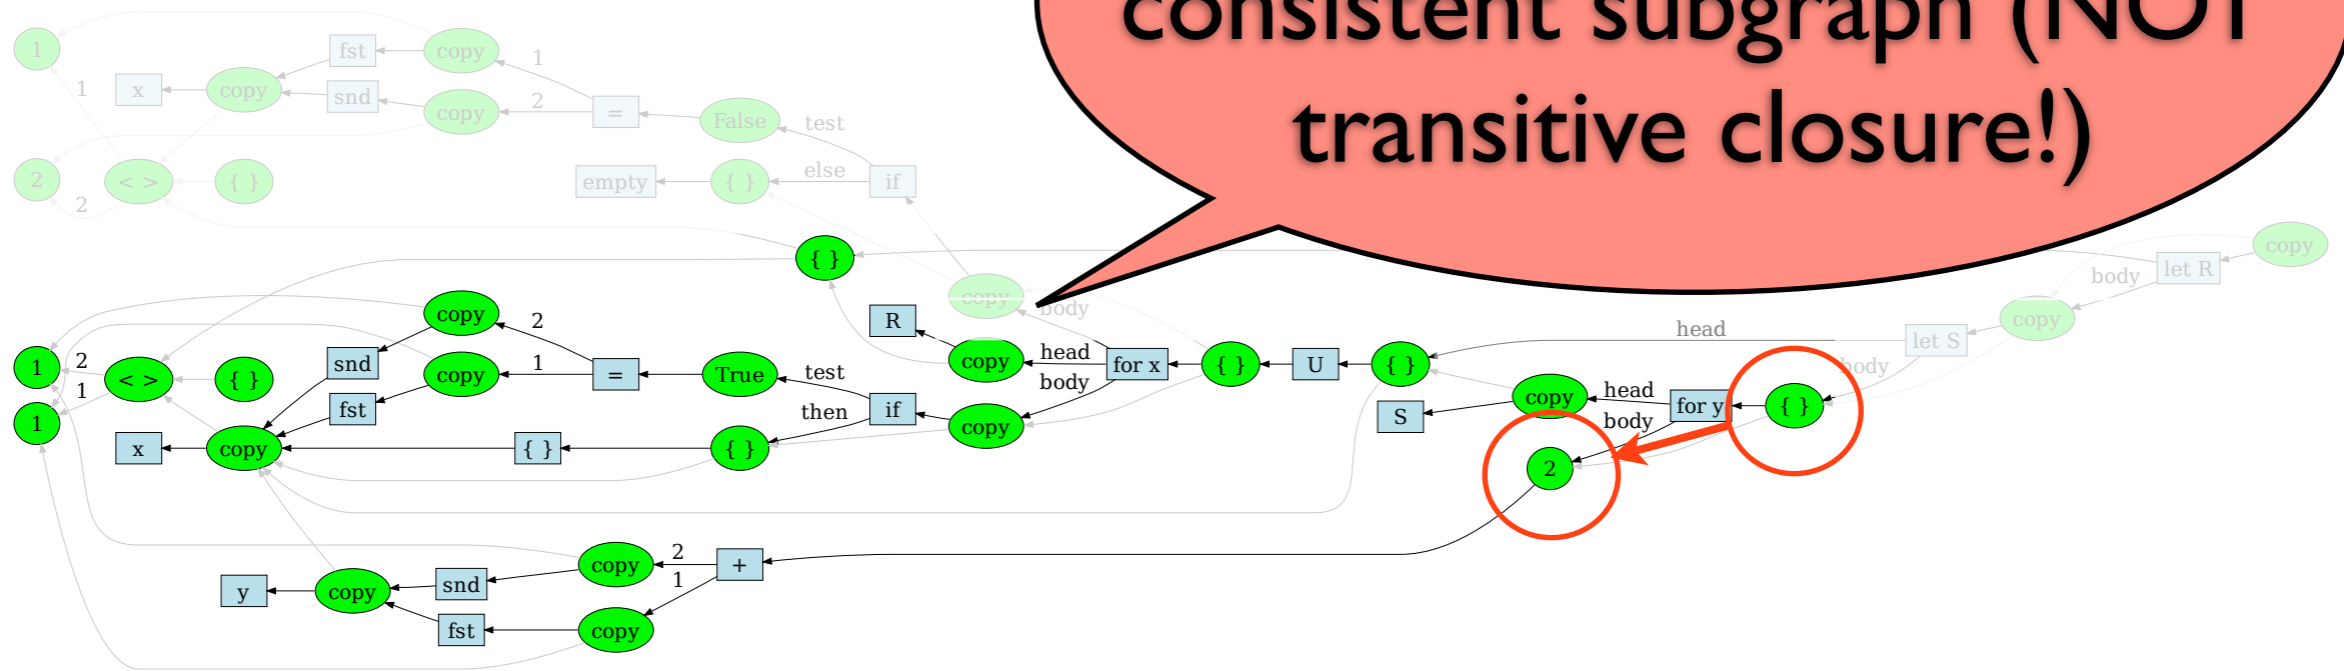 consistent subgraph (NOT
transitive closure!)
1
fst
copy
1
1
x
copy
snd
copy
2
=
False
test
2
2
< >
{ }
empty
{ }
else
if
{ }
copy
let R
body
copy
body
R
copy
2
head
let S
copy
head
body
1
2
1
< >
{ }
snd
copy
1
=
True
test
copy
head
for x
body
{ }
U
{ }
1
fst
then
if
S
copy
head
for y
{ }
body
x
copy
{ }
{ }
copy
2
copy
2
+
1
y
copy
snd
fst
copy